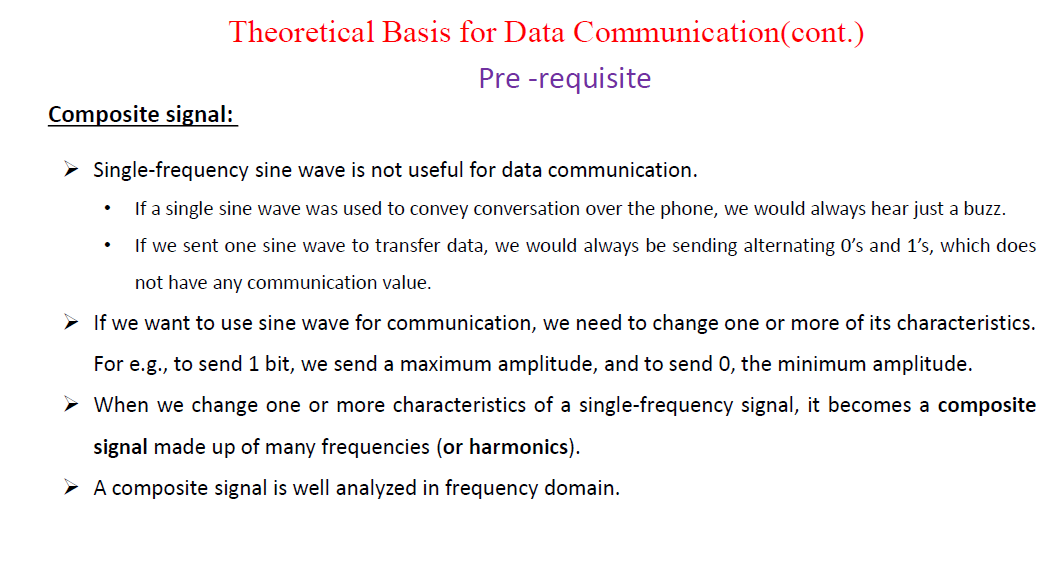 Theoretical Basis for Data Communication(cont.)
Pre -requisite
Composite signal:
➢ Single-frequency sine wave is not useful for data communication.
• If a single sine wave was used to convey conversation over the phone, we would always hear just a buzz.
• If we sent one sine wave to transfer data, we would always be sending alternating 0’s and 1’s, which does
not have any communication value.
➢ If we want to use sine wave for communication, we need to change one or more of its characteristics.
For e.g., to send 1 bit, we send a maximum amplitude, and to send 0, the minimum amplitude.
➢ When we change one or more characteristics of a single-frequency signal, it becomes a composite
signal made up of many frequencies (or harmonics).
➢ A composite signal is well analyzed in frequency domain.